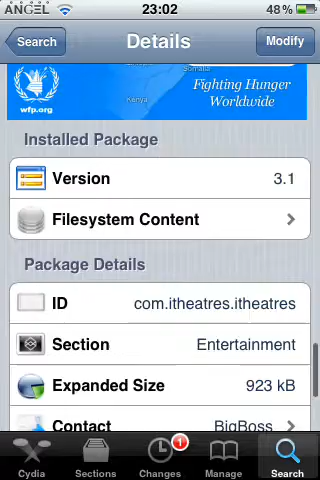 ANGEL 23:02 48%
Search Details Modify
Somalia
Kenya
wfp.org
Fighting Hunger
Worldwide
Installed Package
Version 3.1
Filesystem Content
Package Details
ID com.itheatres.itheatres
Section Entertainment
Expanded Size 923 kB
Contact BigBoss
1
Cydia Sections Changes Manage Search